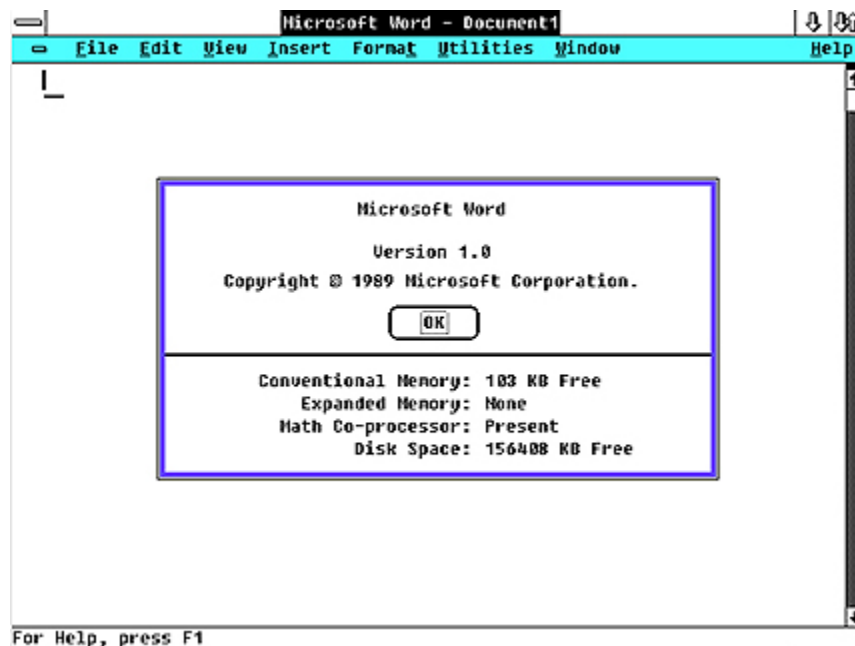 Microsoft Word - Document1
File Edit View Insert Format Utilities Window Help
Microsoft Word
Version 1.0
Copyright © 1989 Microsoft Corporation.
OK
Conventional Memory: 103 KB Free
Expanded Memory: None
Math Co-processor: Present
Disk Space: 156408 KB Free
For Help, press F1